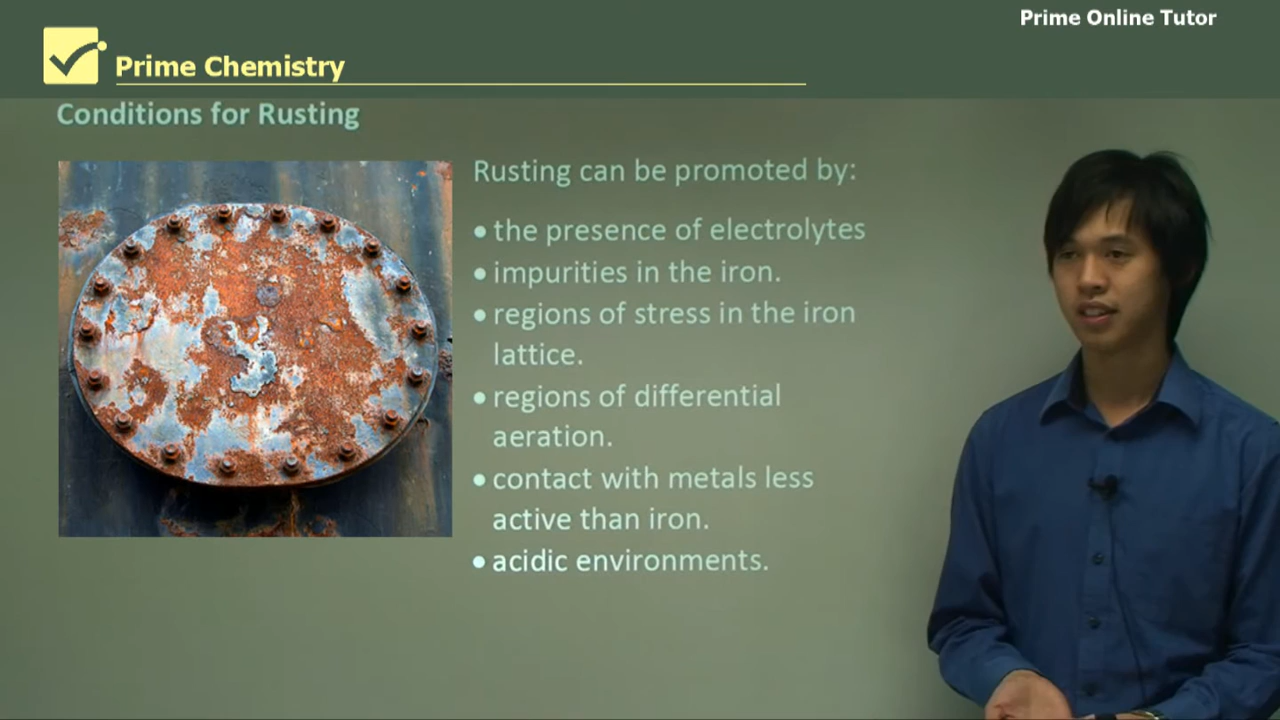 Prime Online Tutor
Prime Chemistry
Conditions for Rusting
Rusting can be promoted by:
• the presence of electrolytes
• impurities in the iron.
• regions of stress in the iron
lattice.
• regions of differential
aeration.
• contact with metals less
active than iron.
• acidic environments.